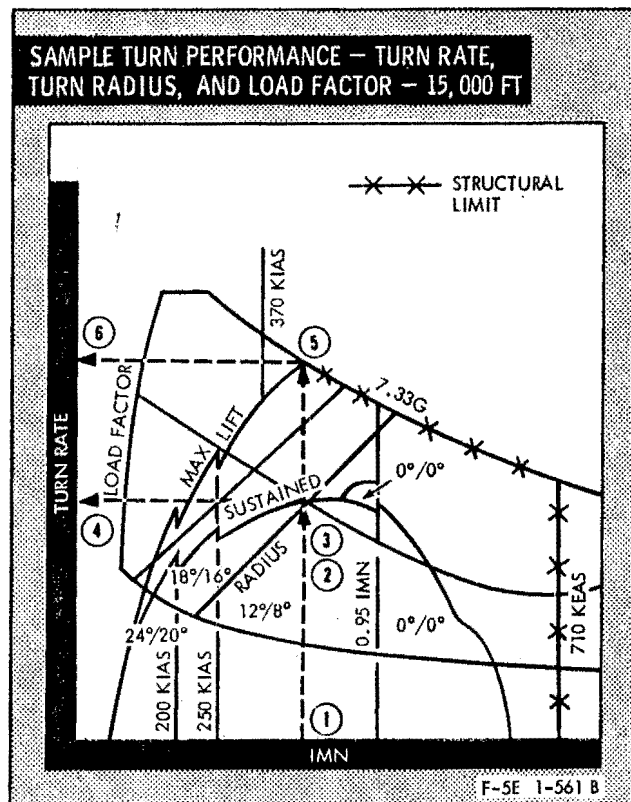 SAMPLE TURN PERFORMANCE — TURN RATE,
TURN RADIUS, AND LOAD FACTOR — 15,000 FT
STRUCTURAL
LIMIT
370 KIAS
6
5
7.33G
LOAD FACTOR
MAX LIFT
TURN RATE
SUSTAINED
0°/0°
4
3
2
18°/16°
RADIUS
12°/8°
24°/20°
0.95 IMN
0°/0°
710 KEAS
200 KIAS
250 KIAS
1
IMN
F-5E 1-561 B